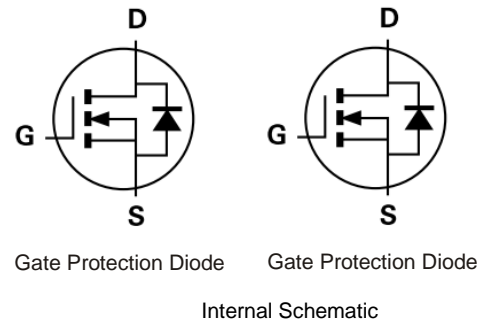 D D
G G
S S
Gate Protection Diode Gate Protection Diode
Internal Schematic